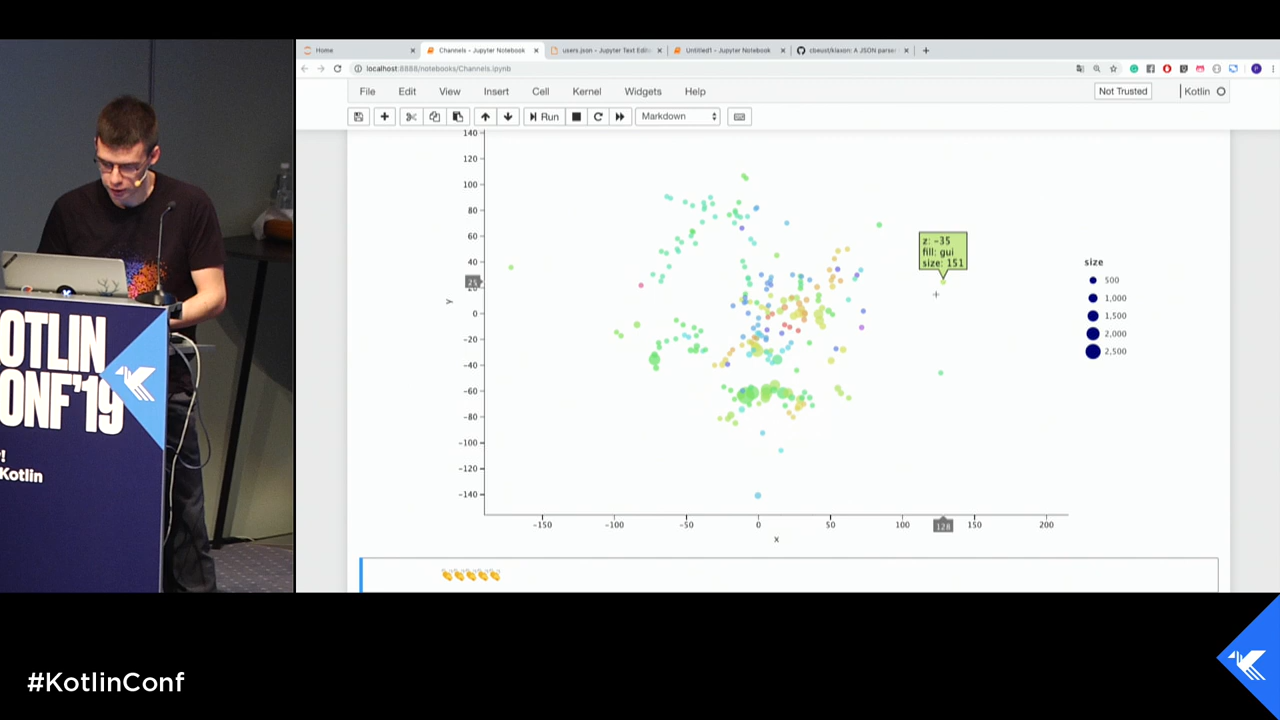 Home
Channels - Jupyter Notebook
users.json - Jupyter Text Edit
Untitled1 - Jupyter Notebook
cbeust/klaxon: A JSON parser
localhost:8888/notebooks/Channels.ipynb
File Edit View Insert Cell Kernel Widgets Help
Not Trusted
Kotlin
Run
Markdown
140
120
100
80
60
40
20
0
-20
-40
-60
-80
-100
-120
-140
y
z: -35
fill: gui
size: 151
size
500
1,000
1,500
2,000
2,500
-150 -100 -50 0 50 100 128 150 200
x
👏👏👏👏👏
OTLIN
ONF'19
!
Kotlin
#KotlinConf